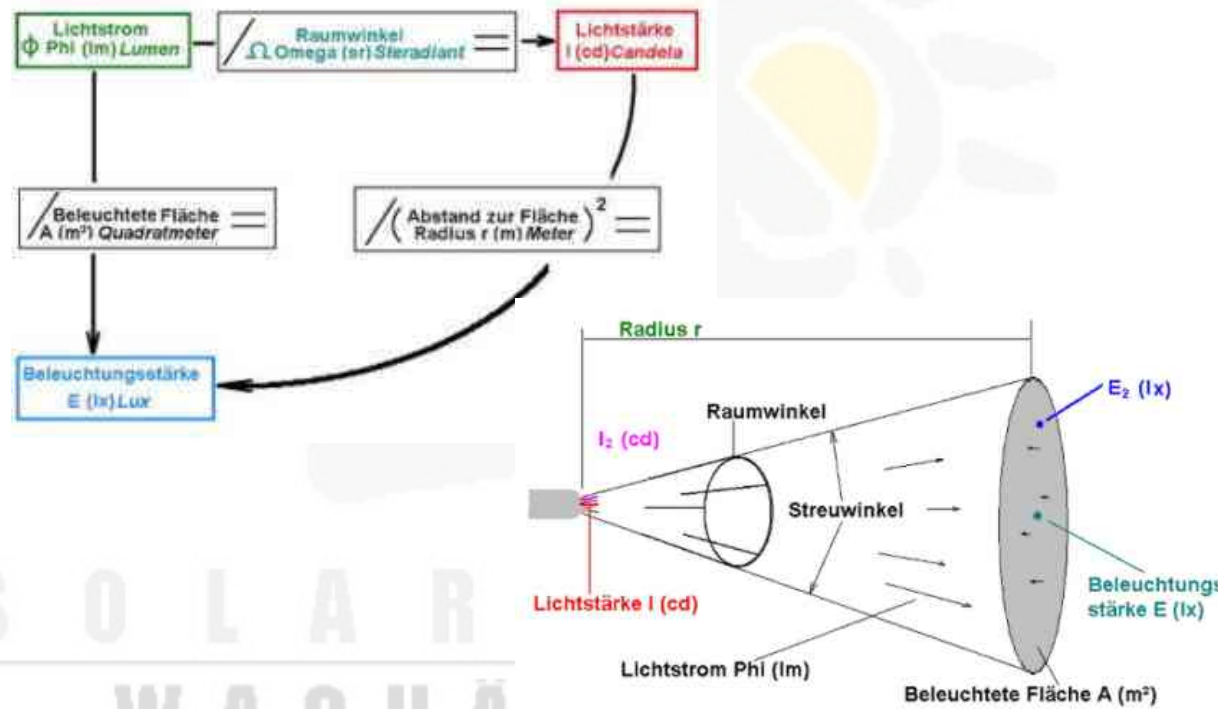 Lichtstrom
Φ Phi (lm) Lumen
/ Raumwinkel =
Ω Omega (sr) Steradiant
Lichtstärke
I (cd) Candela
/ Beleuchtete Fläche =
A (m²) Quadratmeter
/ ( Abstand zur Fläche )² =
Radius r (m) Meter
Beleuchtungsstärke
E (lx) Lux
Radius r
E₂ (lx)
Raumwinkel
I₂ (cd)
Streuwinkel
Beleuchtungs
stärke E (lx)
Lichtstärke I (cd)
Lichtstrom Phi (lm)
Beleuchtete Fläche A (m²)
SOLAR